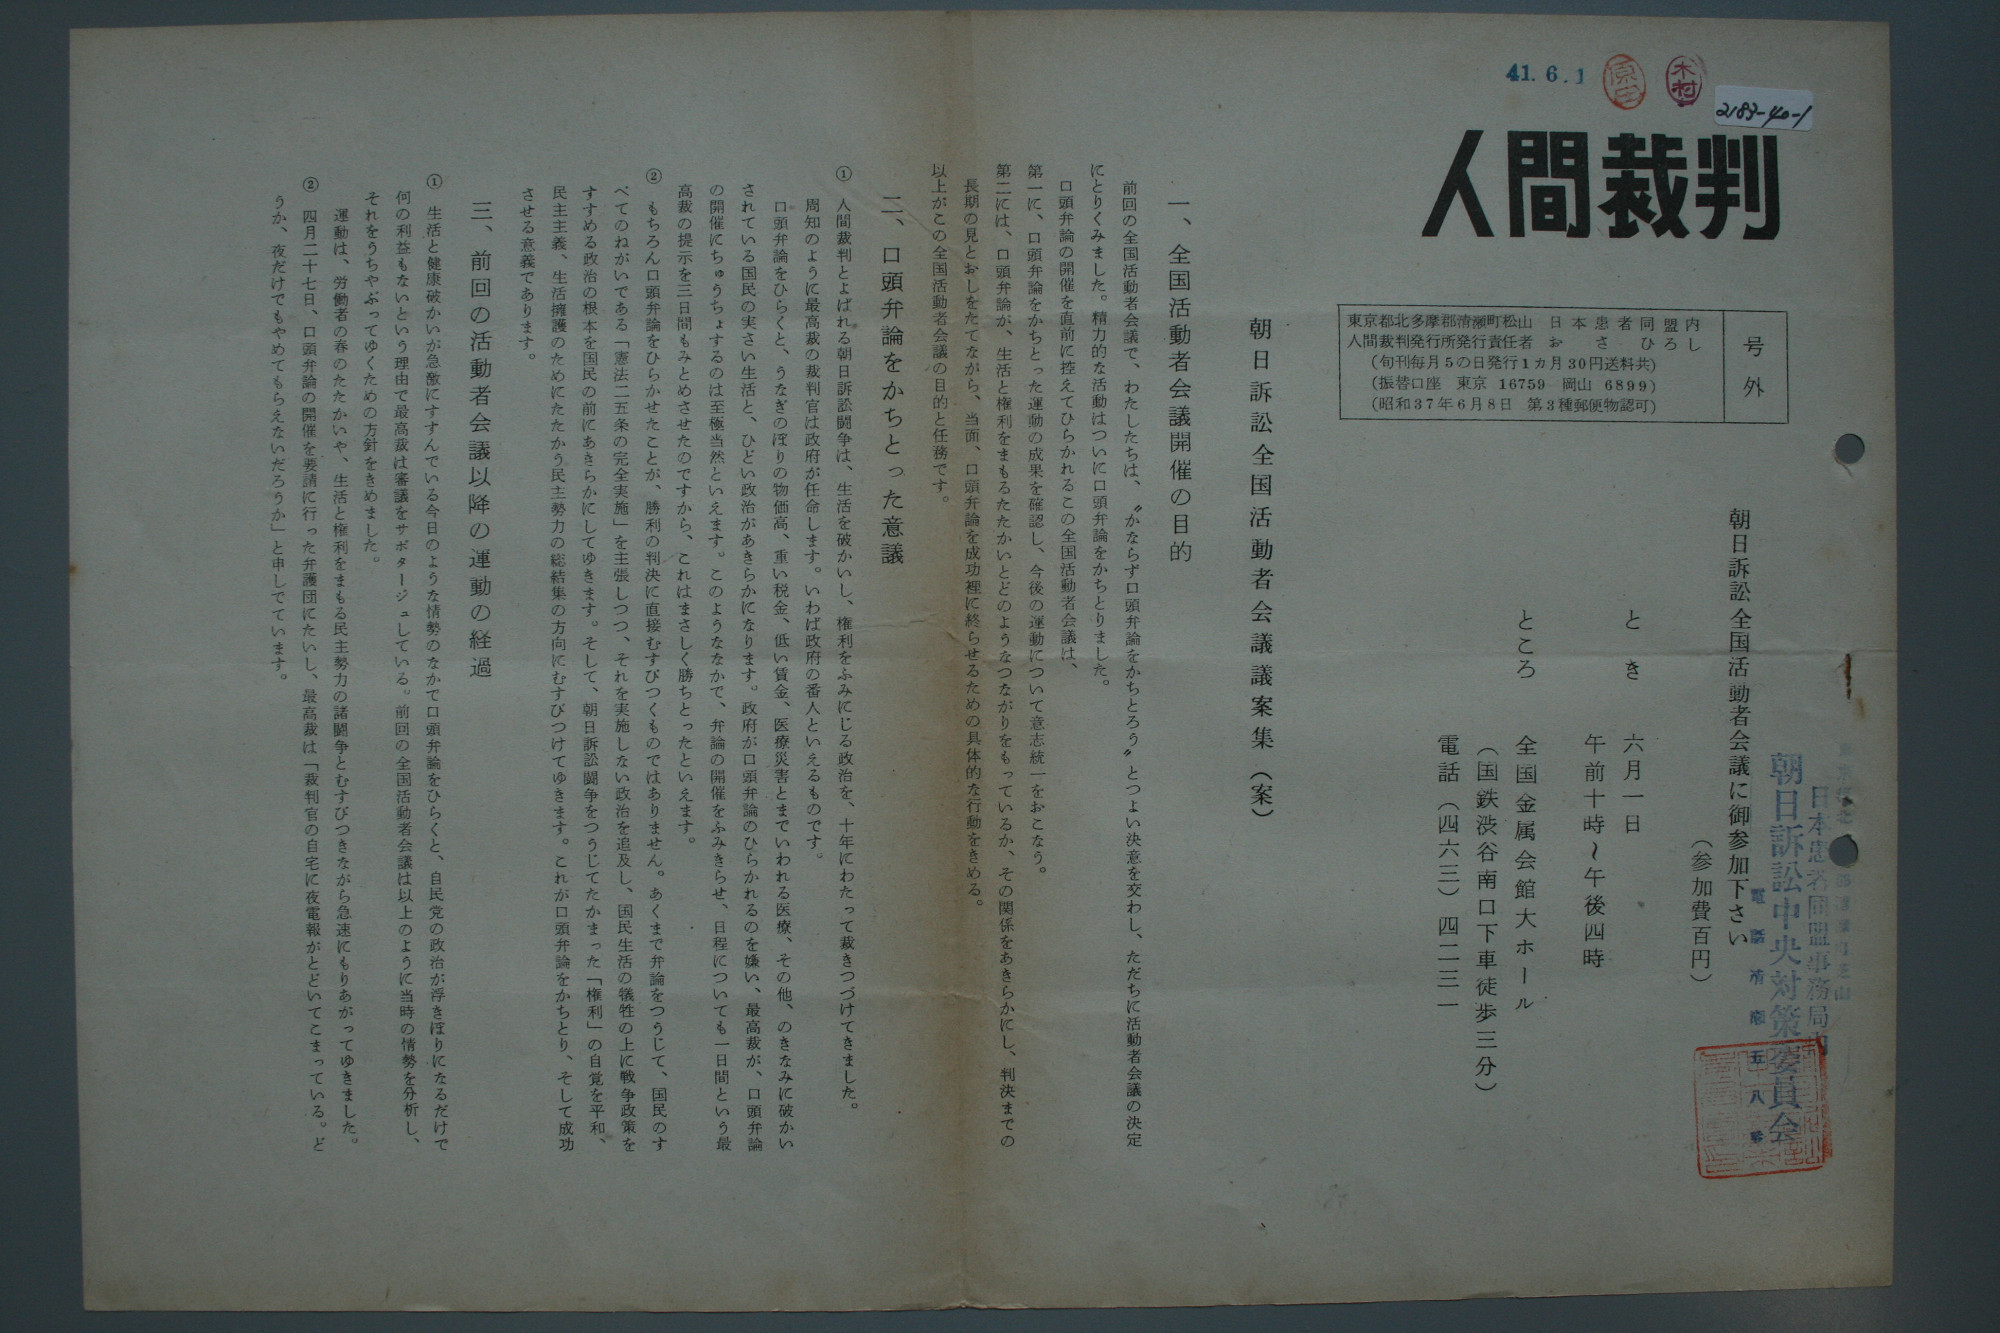 41.6.1
原田
木村
2183-40-1
人間裁判
号外
東京都北多摩郡清瀬町松山 日本患者同盟内
人間裁判発行所発行責任者 おさ ひろし
(旬刊毎月5の日発行1カ月30円送料共)
(振替口座 東京 16759 岡山 6899)
(昭和37年6月8日 第3種郵便物認可)
日本患者同盟事務局内
朝日訴訟中央対策委員会
朝日訴訟全国活動者会議に御参加下さい
(参加費百円)
とき 六月一日
午前十時〜午後四時
ところ 全国金属会館大ホール
(国鉄渋谷南口下車徒歩三分)
電話(四六三)四二三一
朝日訴訟全国活動者会議議案集(案)
一、全国活動者会議開催の目的
前回の全国活動者会議で、わたしたちは、〝かならず口頭弁論をかちとろう〟とつよい決意を交わし、ただちに活動者会議の決定
にとりくみました。精力的な活動はついに口頭弁論をかちとりました。
口頭弁論の開催を直前に控えてひらかれるこの全国活動者会議は、
第一に、口頭弁論をかちとった運動の成果を確認し、今後の運動について意志統一をおこなう。
第二には、口頭弁論が、生活と権利をまもるたたかいとどのようなつながりをもっているか、その関係をあきらかにし、判決までの
長期の見とおしをたてながら、当面、口頭弁論を成功裡に終らせるための具体的な行動をきめる。
以上がこの全国活動者会議の目的と任務です。
二、口頭弁論をかちとった意議
① 人間裁判とよばれる朝日訴訟闘争は、生活を破かいし、権利をふみにじる政治を、十年にわたって裁きつづけてきました。
周知のように最高裁の裁判官は政府が任命します。いわば政府の番人といえるものです。
口頭弁論をひらくと、うなぎのぼりの物価高、重い税金、低い賃金、医療災害とまでいわれる医療、その他、のきなみに破かい
されている国民の実さい生活と、ひどい政治があきらかになります。政府が口頭弁論のひらかれるのを嫌い、最高裁が、口頭弁論
の開催にちゅうちょするのは至極当然といえます。このようななかで、弁論の開催をふみきらせ、日程についても一日間という最
高裁の提示を三日間もみとめさせたのですから、これはまさしく勝ちとったといえます。
② もちろん口頭弁論をひらかせたことが、勝利の判決に直接むすびつくものではありません。あくまで弁論をつうじて、国民のす
べてのねがいである「憲法二五条の完全実施」を主張しつつ、それを実施しない政治を追及し、国民生活の犠牲の上に戦争政策を
すすめる政治の根本を国民の前にあきらかにしてゆきます。そして、朝日訴訟闘争をつうじてたかまった「権利」の自覚を平和、
民主主義、生活擁護のためにたたかう民主勢力の総結集の方向にむすびつけてゆきます。これが口頭弁論をかちとり、そして成功
させる意義であります。
三、前回の活動者会議以降の運動の経過
① 生活と健康破かいが急激にすすんでいる今日のような情勢のなかで口頭弁論をひらくと、自民党の政治が浮きぼりになるだけで
何の利益もないという理由で最高裁は審議をサボタージュしている。前回の全国活動者会議は以上のように当時の情勢を分析し、
それをうちやぶってゆくための方針をきめました。
運動は、労働者の春のたたかいや、生活と権利をまもる民主勢力の諸闘争とむすびつきながら急速にもりあがってゆきました。
② 四月二十七日、口頭弁論の開催を要請に行った弁護団にたいし、最高裁は「裁判官の自宅に夜電報がとどいてこまっている。ど
うか、夜だけでもやめてもらえないだろうか」と申しでています。